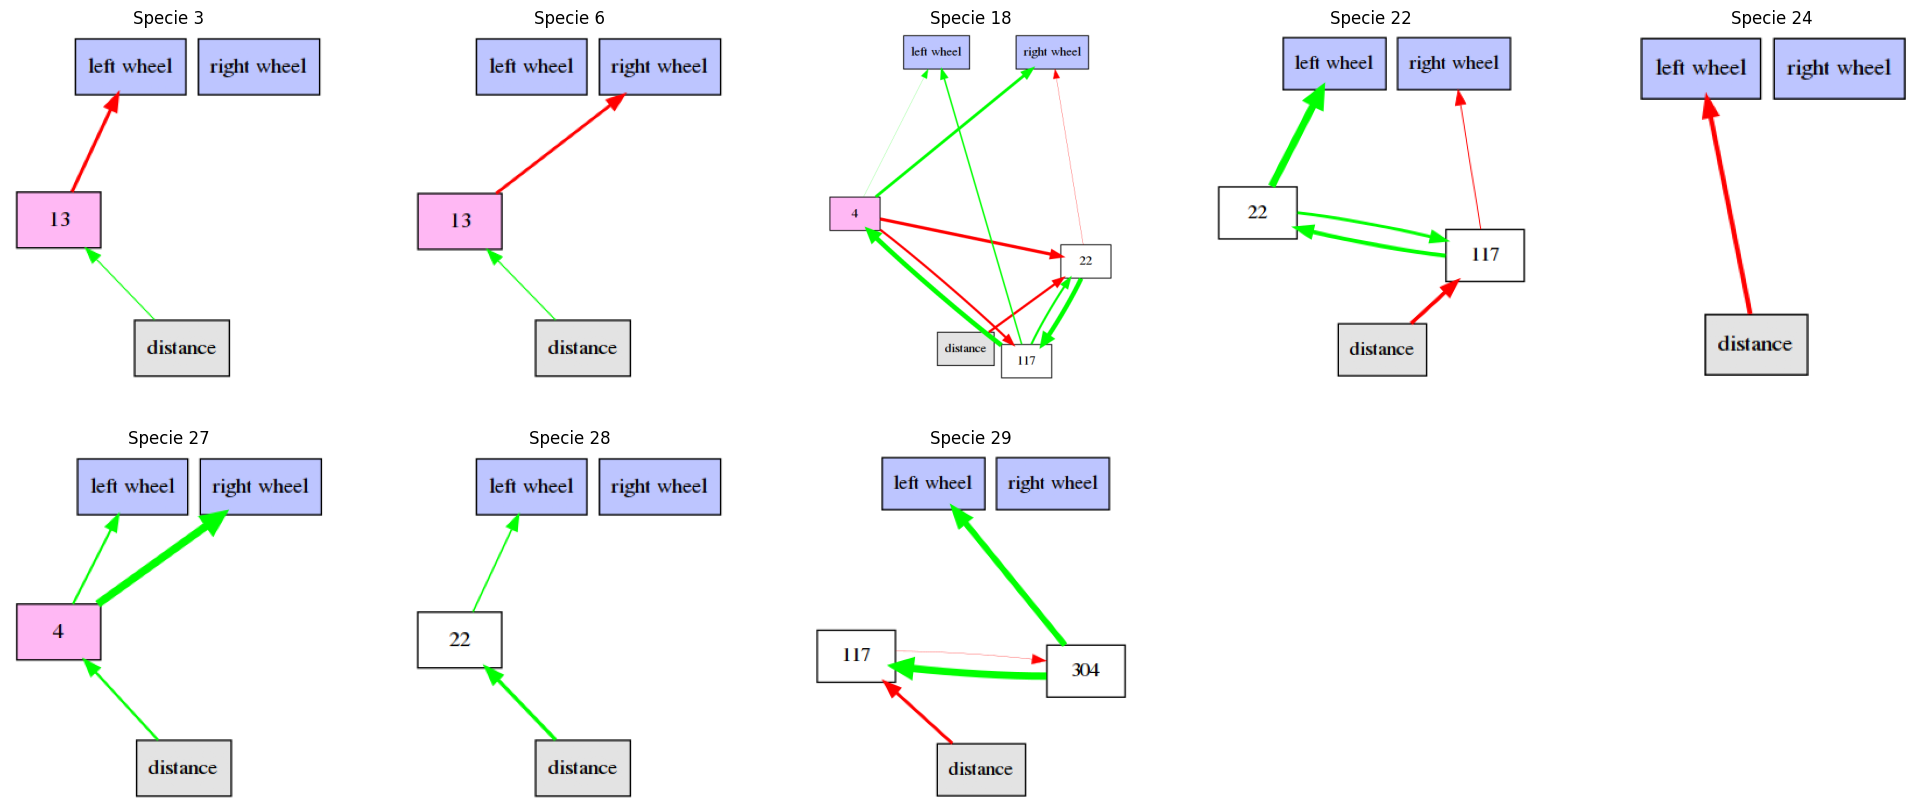 Specie 3
left wheel
right wheel
13
distance
Specie 6
left wheel
right wheel
13
distance
Specie 18
left wheel
right wheel
4
22
distance
117
Specie 22
left wheel
right wheel
22
117
distance
Specie 24
left wheel
right wheel
distance
Specie 27
left wheel
right wheel
4
distance
Specie 28
left wheel
right wheel
22
distance
Specie 29
left wheel
right wheel
117
304
distance